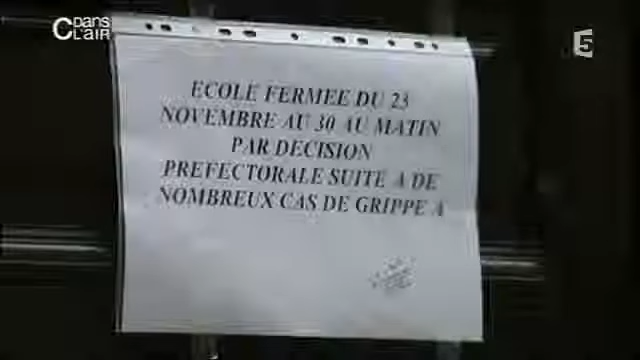 C DANS L'AIR
5
ECOLE FERMEE DU 23
NOVEMBRE AU 30 AU MATIN
PAR DECISION
PREFECTORALE SUITE A DE
NOMBREUX CAS DE GRIPPE A